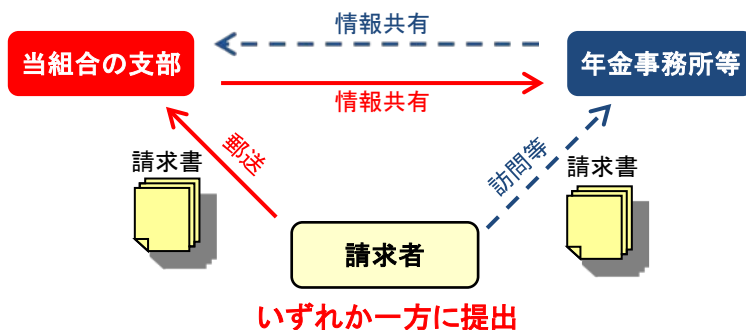 情報共有
当組合の支部
年金事務所等
情報共有
請求書
郵送
訪問等
請求書
請求者
いずれか一方に提出